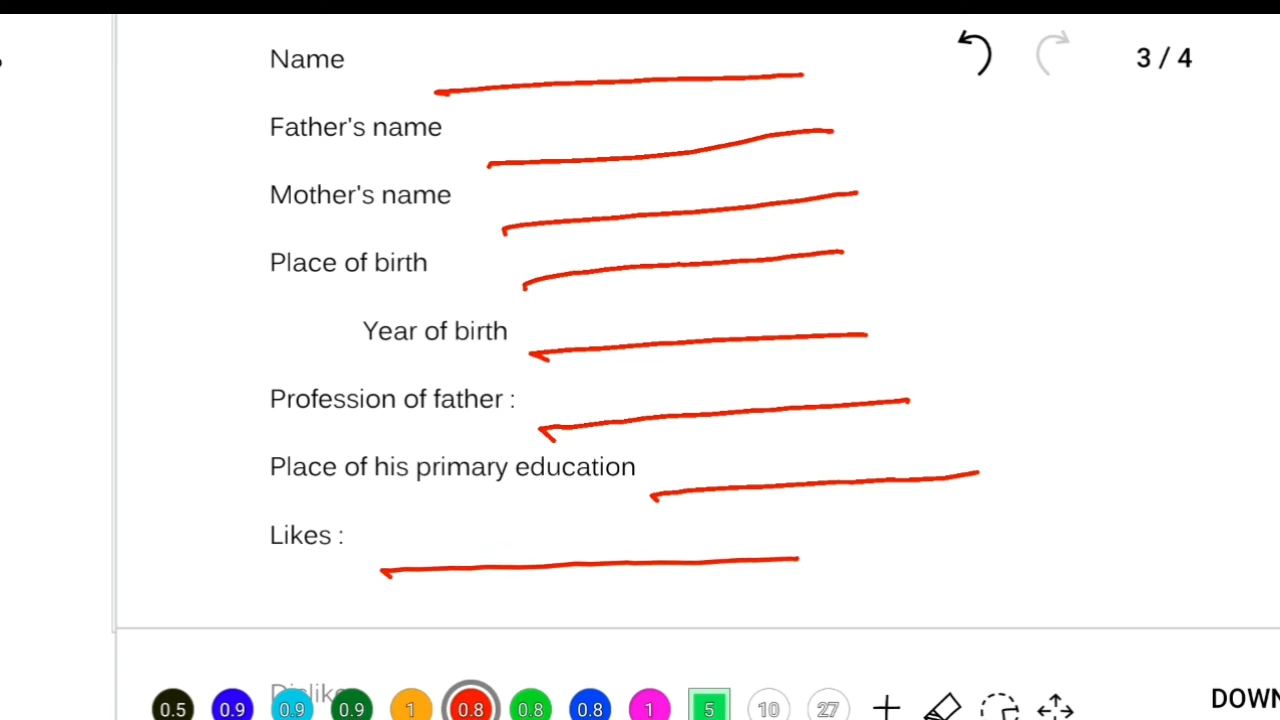 Name
3 / 4
Father's name
Mother's name
Place of birth
Year of birth
Profession of father :
Place of his primary education
Likes :
0.5 0.9 0.9 0.9 1 0.8 0.8 0.8 1 5 10 27
DOWN